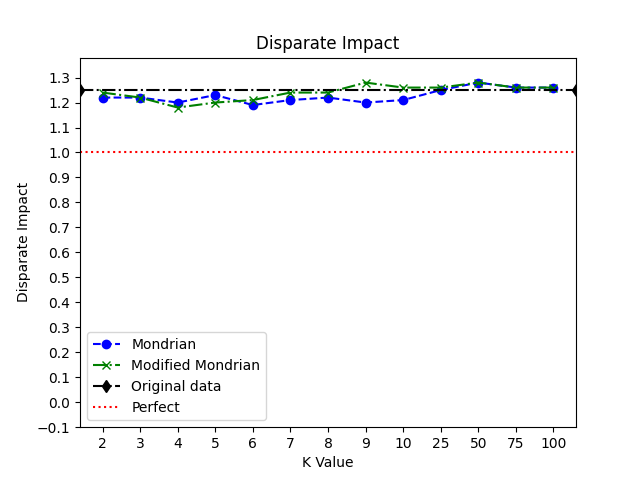 Disparate Impact
Disparate Impact
1.3
1.2
1.1
1.0
0.9
0.8
0.7
0.6
0.5
0.4
0.3
0.2
0.1
0.0
−0.1
Mondrian
Modified Mondrian
Original data
Perfect
2 3 4 5 6 7 8 9 10 25 50 75 100
K Value